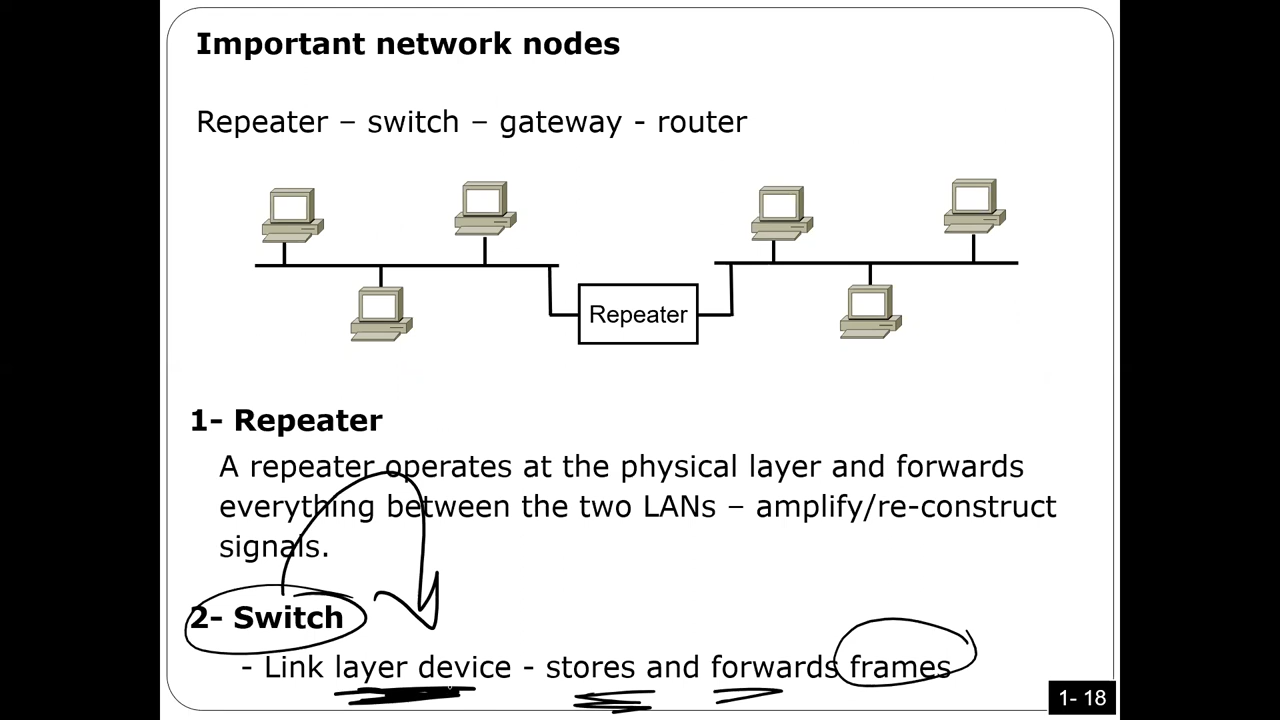 Important network nodes
Repeater – switch – gateway - router
Repeater
1- Repeater
A repeater operates at the physical layer and forwards
everything between the two LANs – amplify/re-construct
signals.
2- Switch
- Link layer device - stores and forwards frames
1- 18